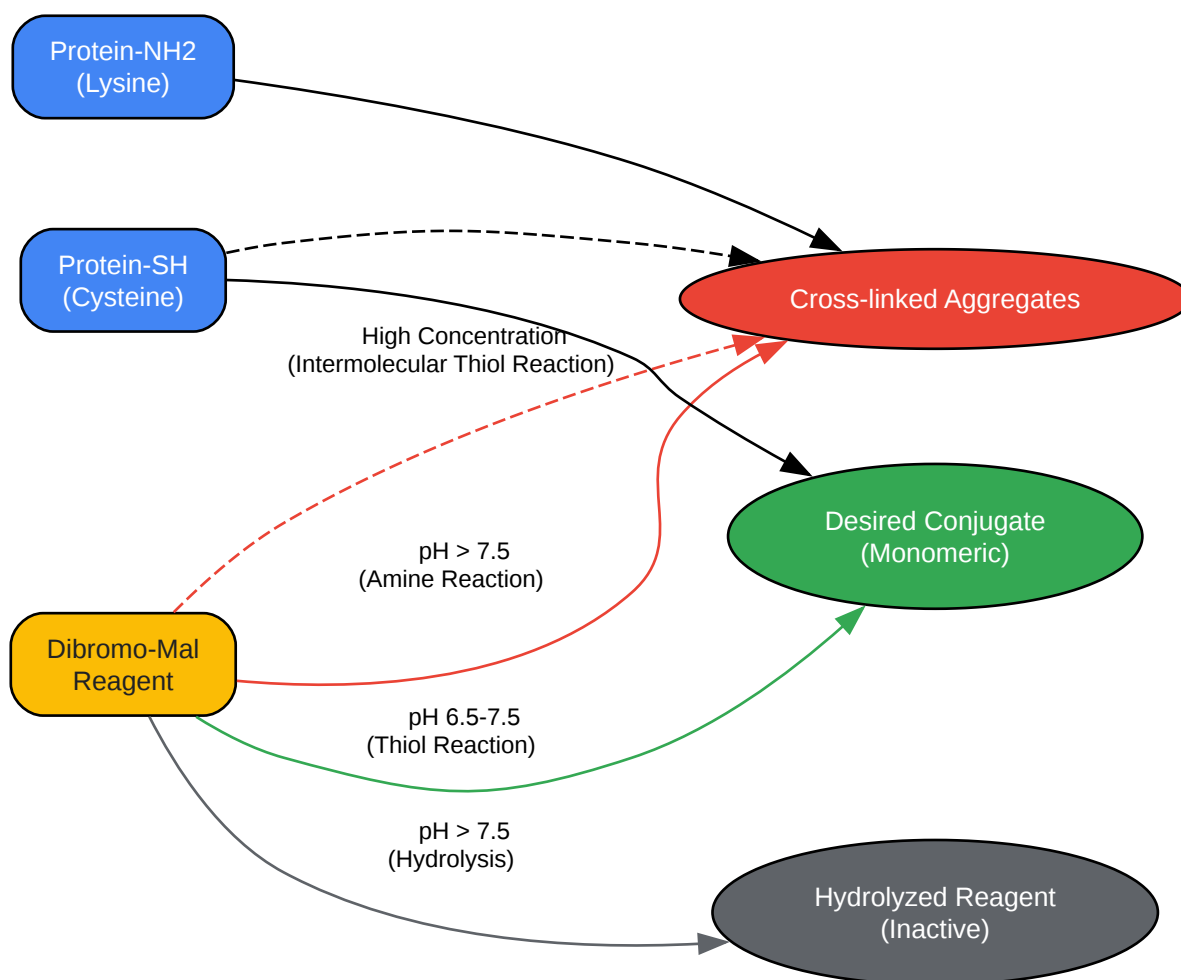 Protein-NH2
(Lysine)
Protein-SH
(Cysteine)
Cross-linked Aggregates
High Concentration
(Intermolecular Thiol Reaction)
Desired Conjugate
(Monomeric)
pH > 7.5
(Amine Reaction)
Dibromo-Mal
Reagent
pH 6.5-7.5
(Thiol Reaction)
pH > 7.5
(Hydrolysis)
Hydrolyzed Reagent
(Inactive)